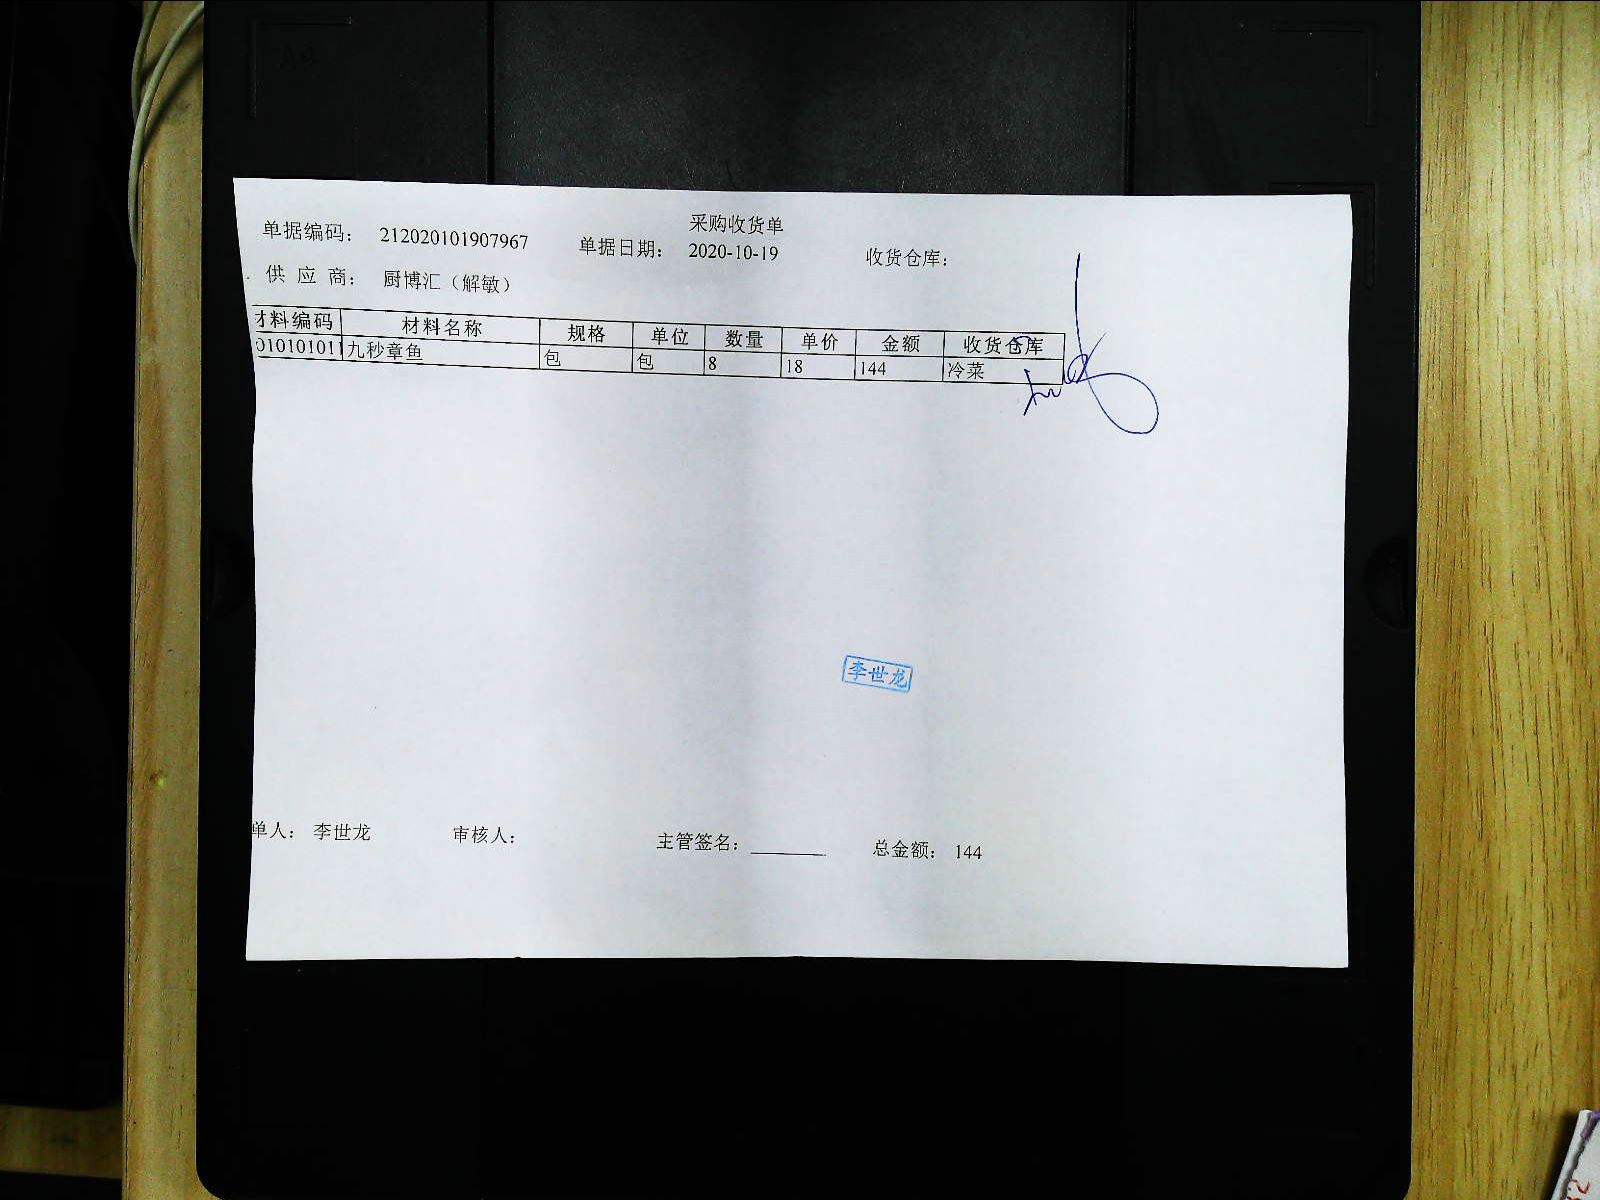 采购收货单
单据编码： 212020101907967 单据日期： 2020-10-19 收货仓库：
供 应 商： 厨博汇（解敏）
材料编码 材料名称 规格 单位 数量 单价 金额 收货仓库
01010101 九秒章鱼 包 包 8 18 144 冷菜
李世龙
单人： 李世龙 审核人： 主管签名： 总金额： 144